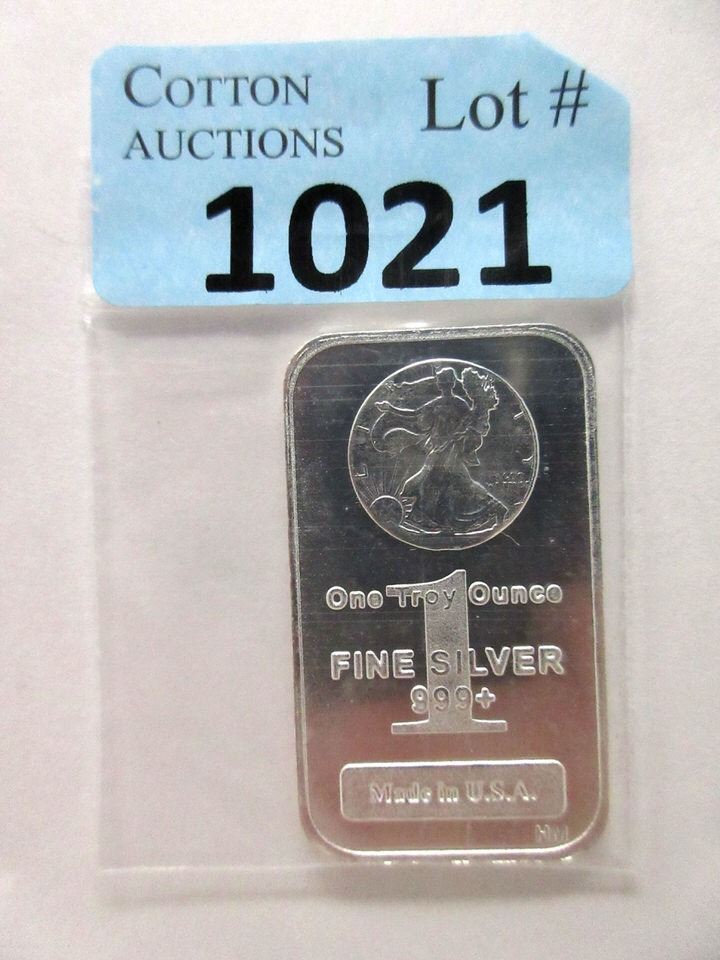 COTTON
AUCTIONS
Lot #
1021
One Troy Ounce
1
FINE SILVER
999+
Made in U.S.A.
HM